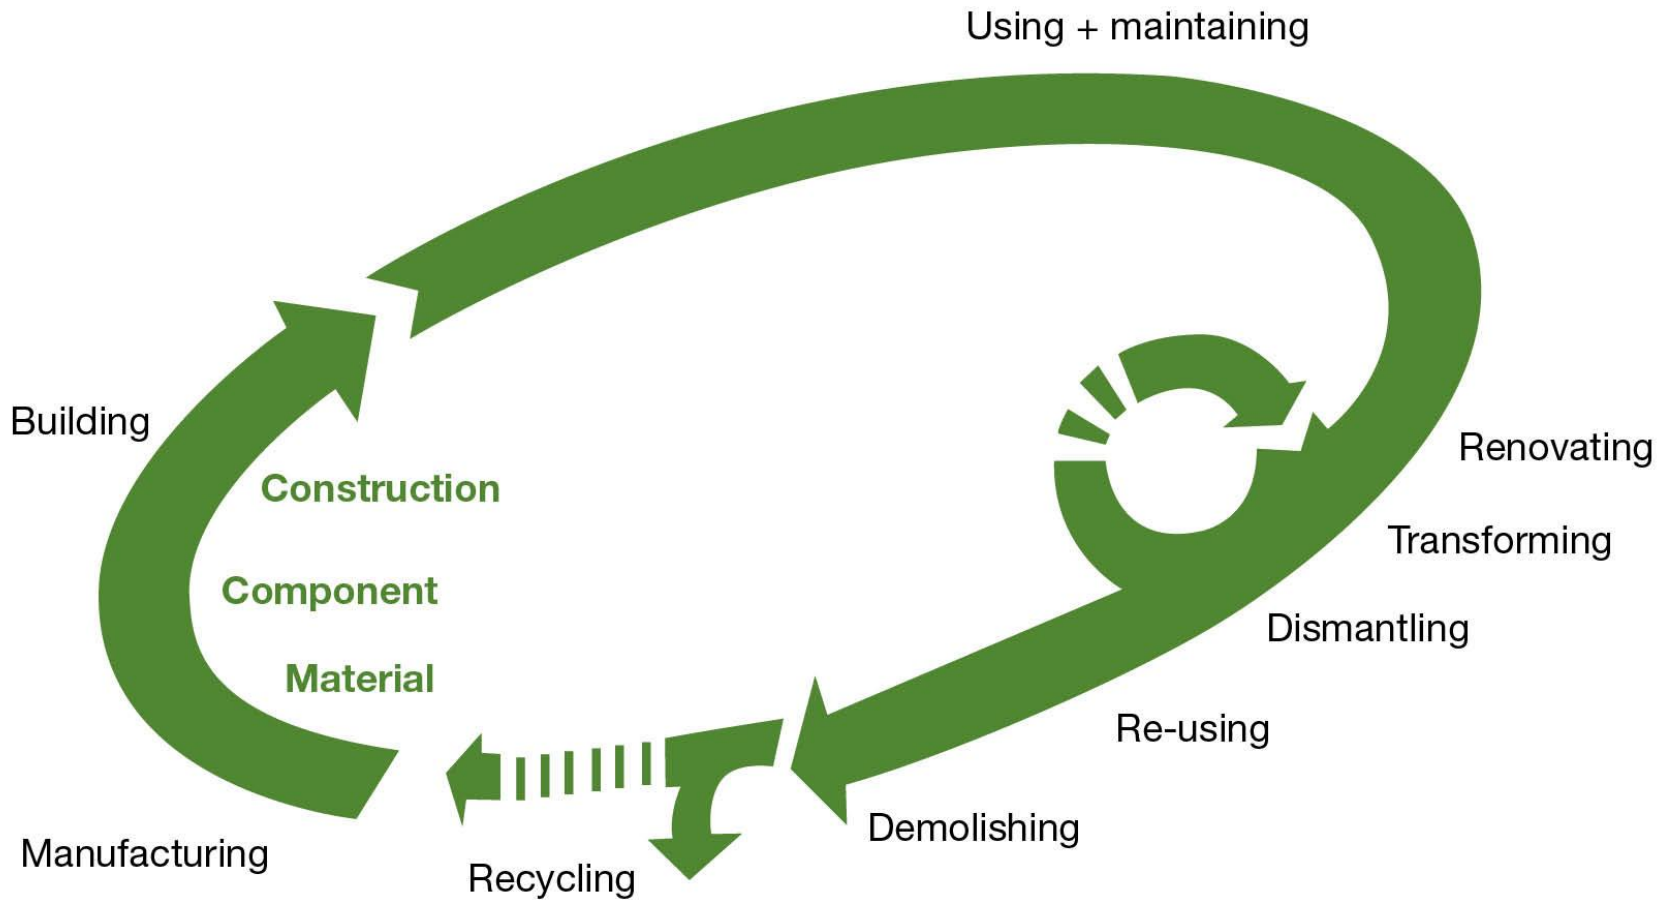 Using + maintaining
Building
Construction
Renovating
Transforming
Component
Dismantling
Material
Re-using
Demolishing
Manufacturing
Recycling